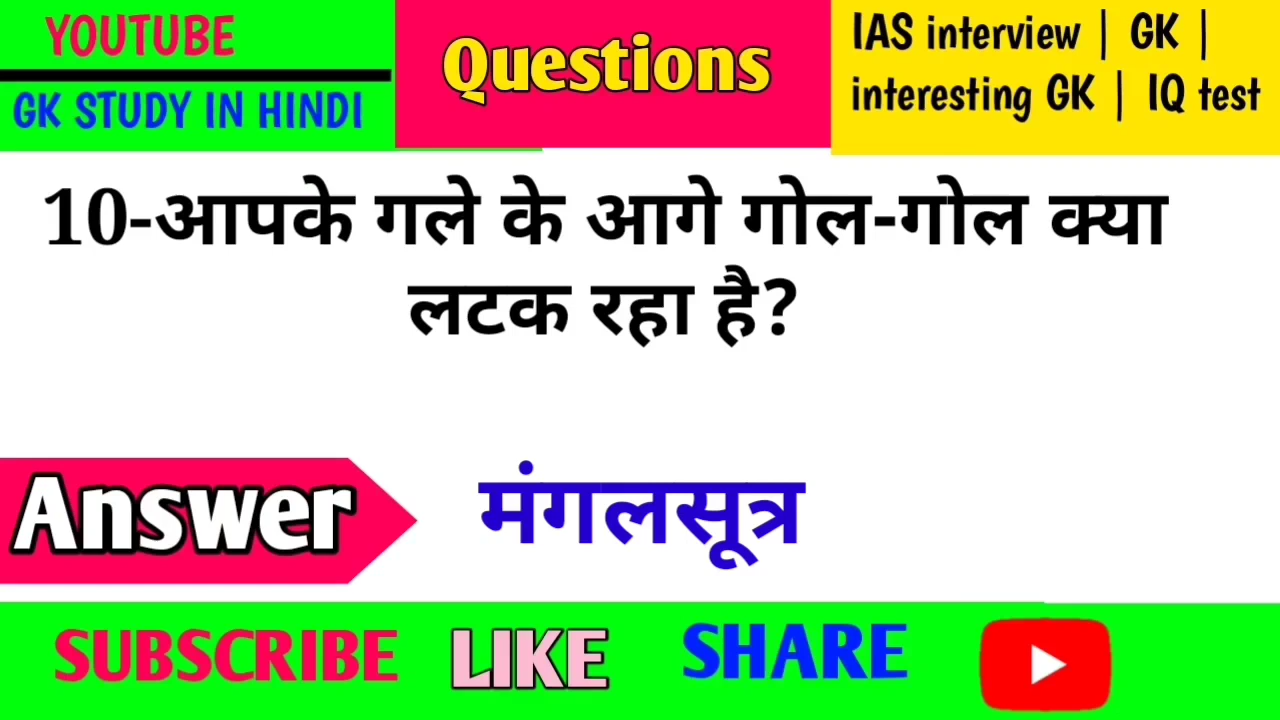 YOUTUBE
GK STUDY IN HINDI
Questions
IAS interview | GK |
interesting GK | IQ test
10-आपके गले के आगे गोल-गोल क्या
लटक रहा है?
Answer
मंगलसूत्र
SUBSCRIBE LIKE SHARE